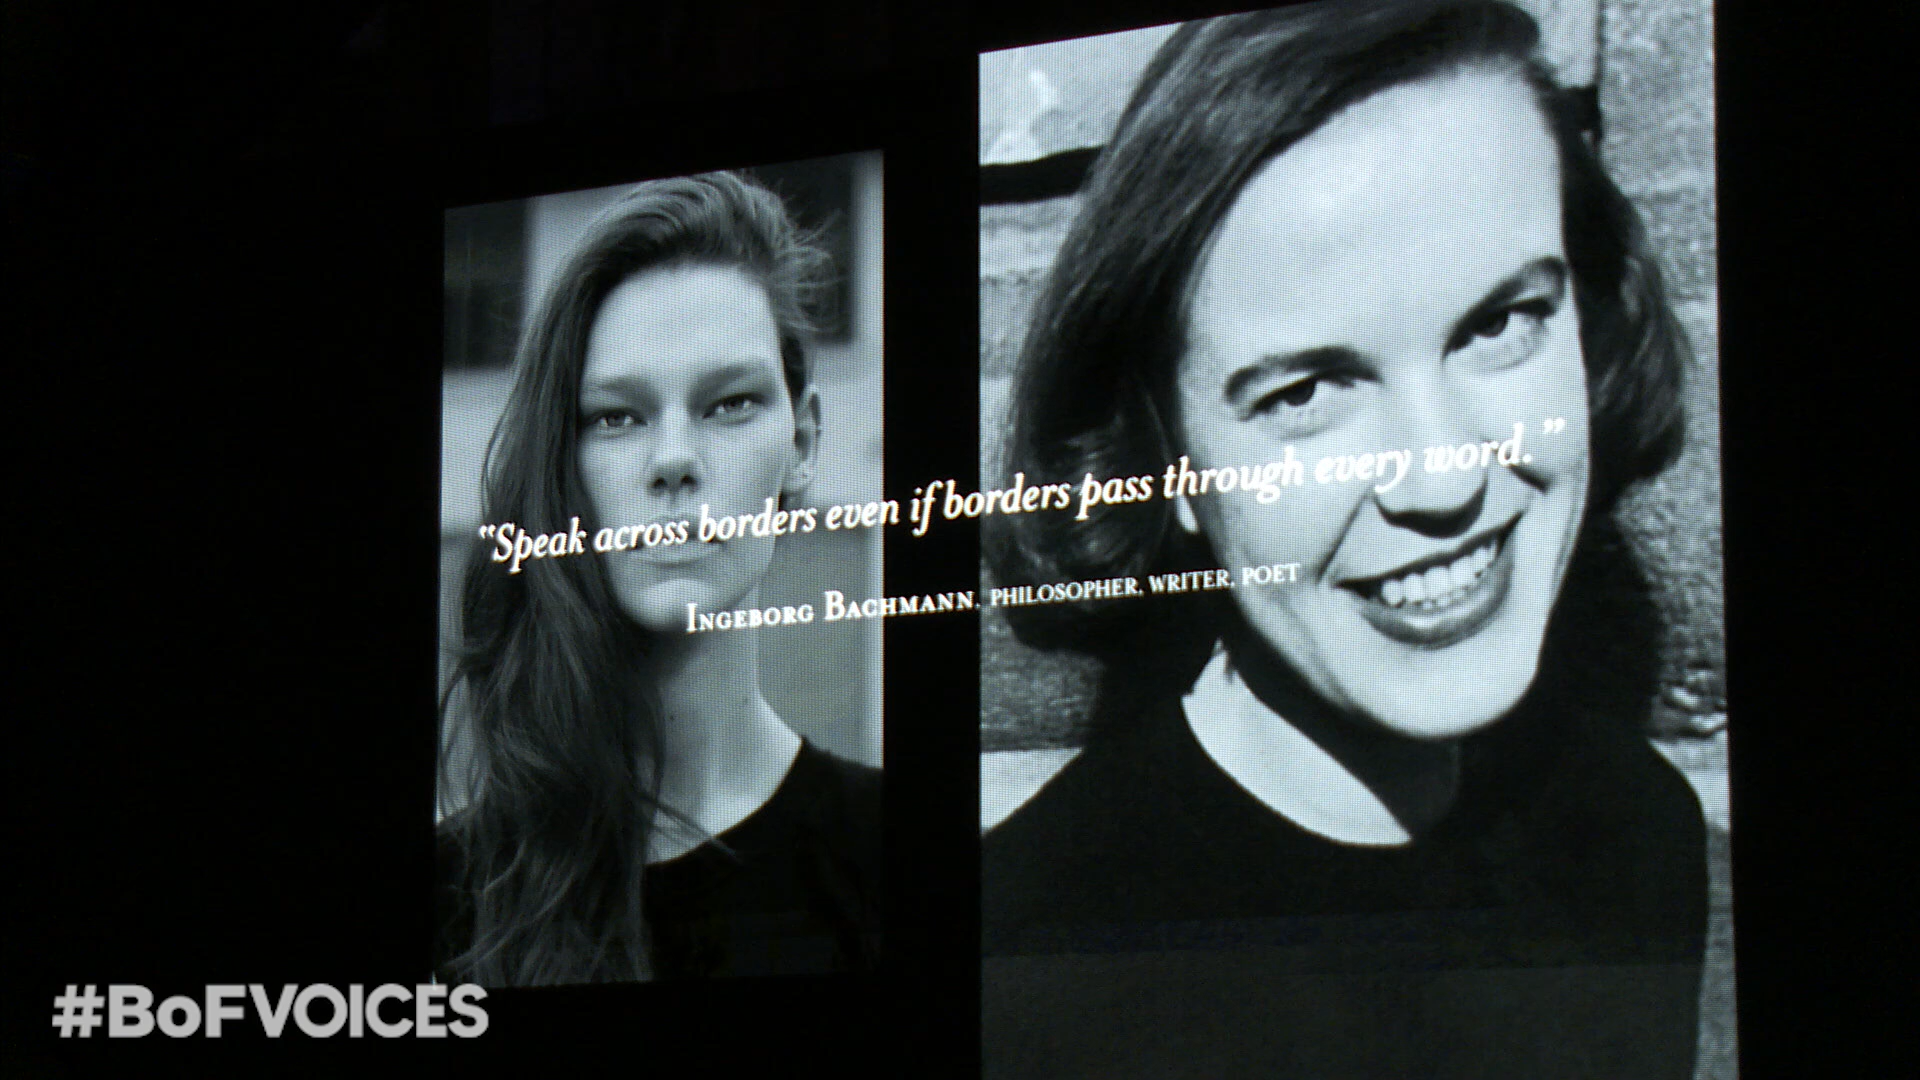 “Speak across borders even if borders pass through every word.”
INGEBORG BACHMANN, PHILOSOPHER, WRITER, POET
#BoFVOICES